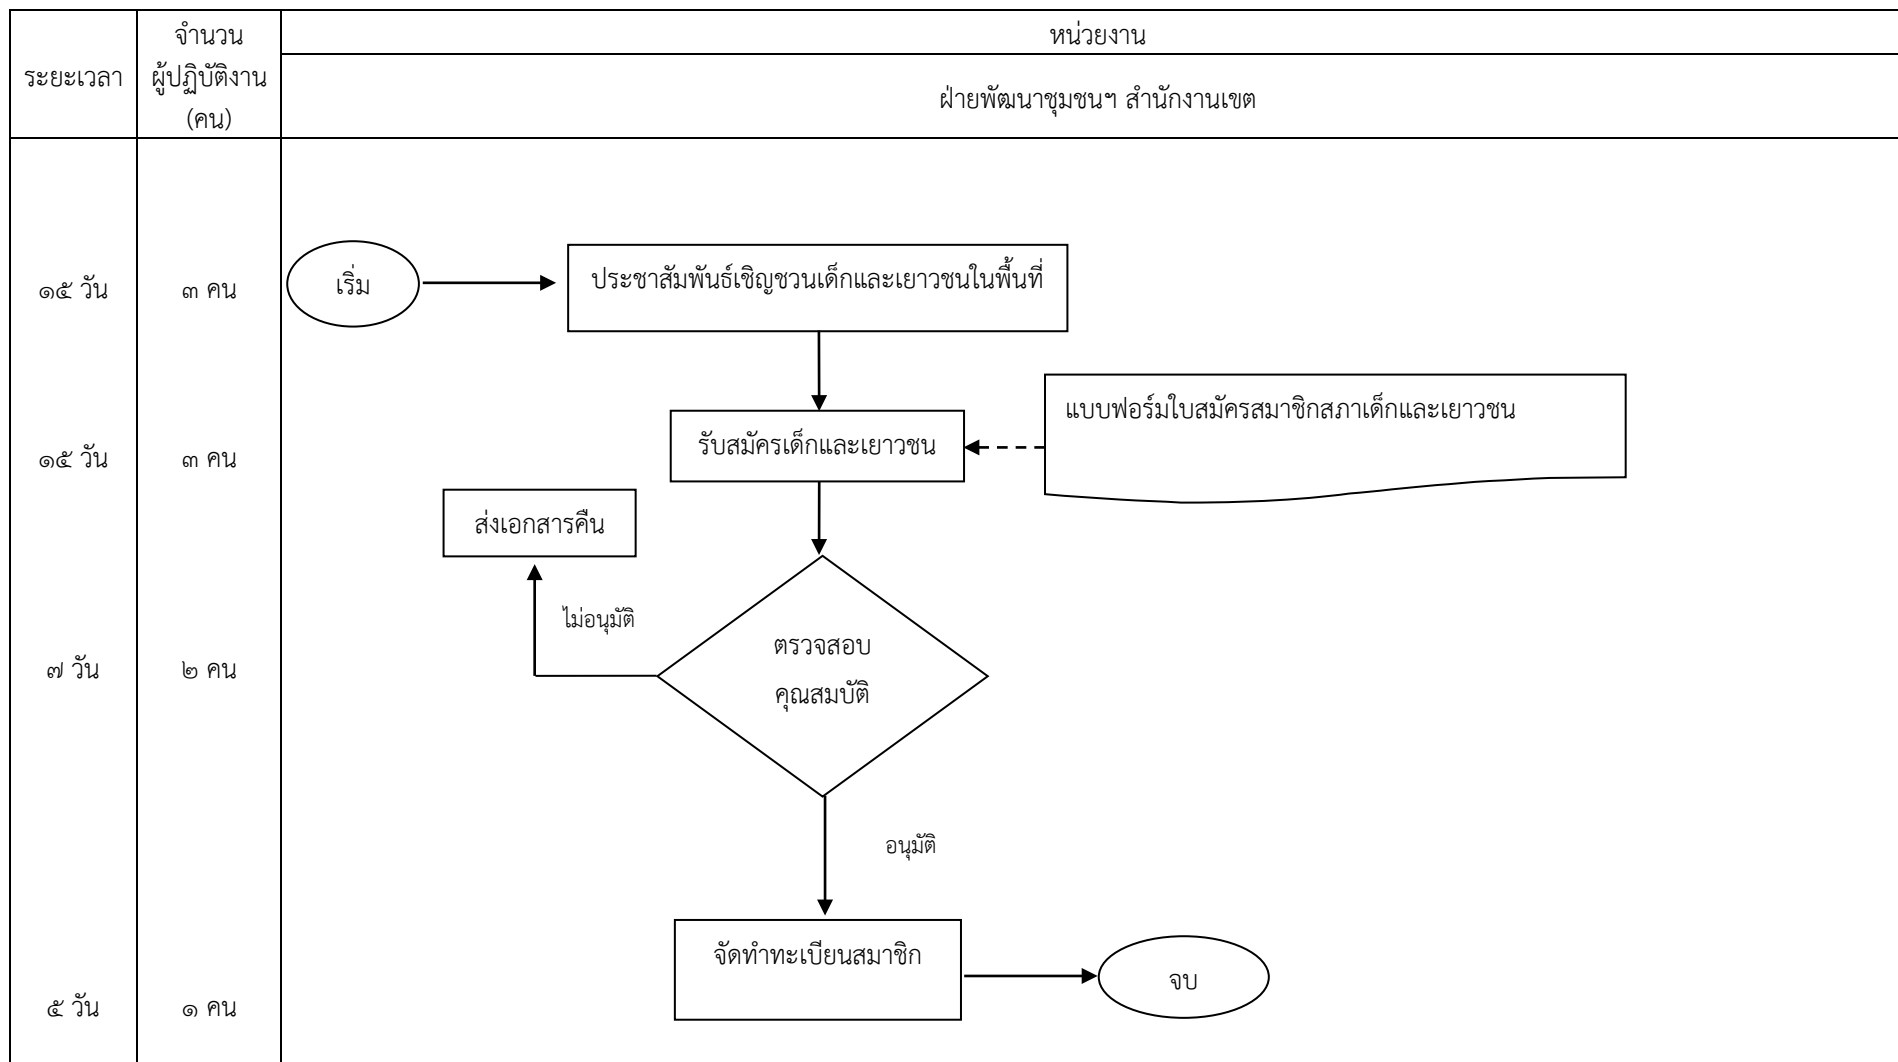 ระยะเวลา
จำนวน
ผู้ปฏิบัติงาน
(คน)
หน่วยงาน
ฝ่ายพัฒนาชุมชนฯ สำนักงานเขต
๑๕ วัน
๓ คน
เริ่ม
ประชาสัมพันธ์เชิญชวนเด็กและเยาวชนในพื้นที่
๑๕ วัน
๓ คน
รับสมัครเด็กและเยาวชน
แบบฟอร์มใบสมัครสมาชิกสภาเด็กและเยาวชน
ส่งเอกสารคืน
ไม่อนุมัติ
๗ วัน
๒ คน
ตรวจสอบ
คุณสมบัติ
อนุมัติ
จัดทำทะเบียนสมาชิก
จบ
๕ วัน
๑ คน